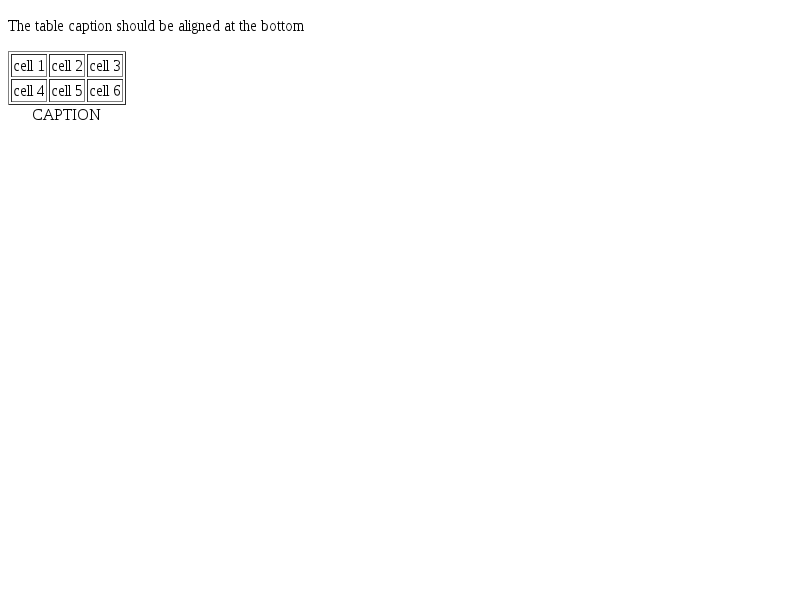 The table caption should be aligned at the bottom
cell 1 cell 2 cell 3
cell 4 cell 5 cell 6
CAPTION